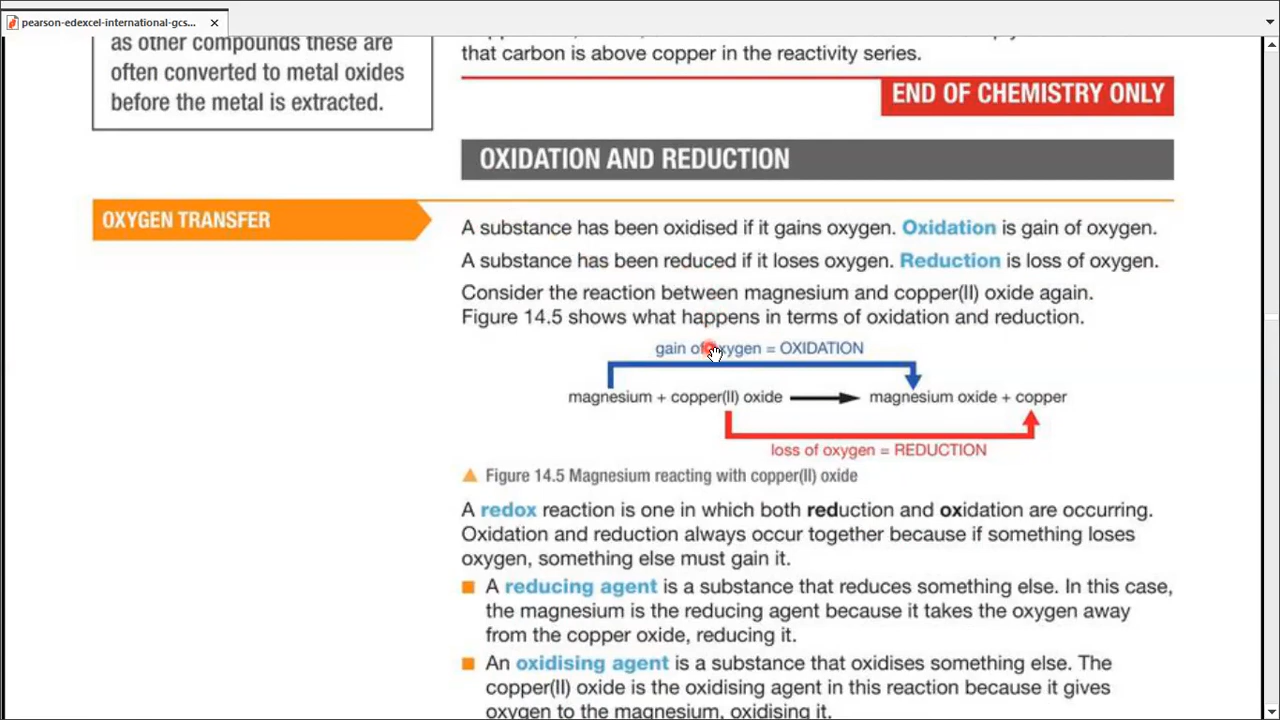 pearson-edexcel-international-gcs...
as other compounds these are
often converted to metal oxides
before the metal is extracted.
that carbon is above copper in the reactivity series.
END OF CHEMISTRY ONLY
OXIDATION AND REDUCTION
OXYGEN TRANSFER
A substance has been oxidised if it gains oxygen. Oxidation is gain of oxygen.
A substance has been reduced if it loses oxygen. Reduction is loss of oxygen.
Consider the reaction between magnesium and copper(II) oxide again.
Figure 14.5 shows what happens in terms of oxidation and reduction.
gain of oxygen = OXIDATION
magnesium + copper(II) oxide magnesium oxide + copper
loss of oxygen = REDUCTION
Figure 14.5 Magnesium reacting with copper(II) oxide
A redox reaction is one in which both reduction and oxidation are occurring.
Oxidation and reduction always occur together because if something loses
oxygen, something else must gain it.
A reducing agent is a substance that reduces something else. In this case,
the magnesium is the reducing agent because it takes the oxygen away
from the copper oxide, reducing it.
An oxidising agent is a substance that oxidises something else. The
copper(II) oxide is the oxidising agent in this reaction because it gives
oxygen to the magnesium, oxidising it.